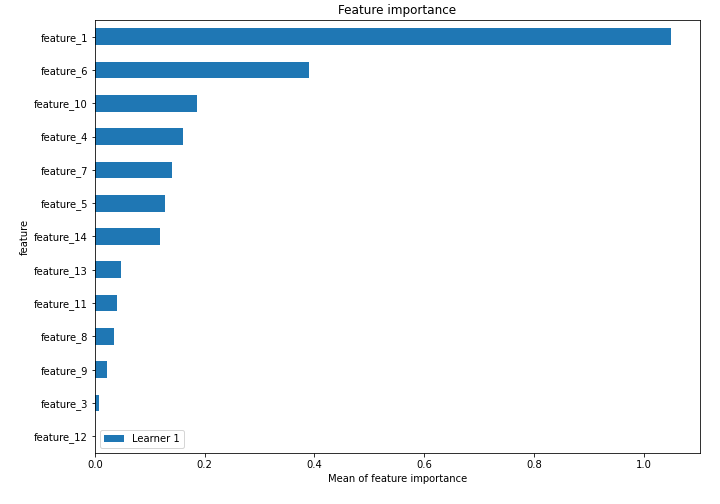 Feature importance
feature_1
feature_6
feature_10
feature_4
feature_7
feature_5
feature_14
feature_13
feature_11
feature_8
feature_9
feature_3
feature_12
feature
Learner 1
0.0 0.2 0.4 0.6 0.8 1.0
Mean of feature importance